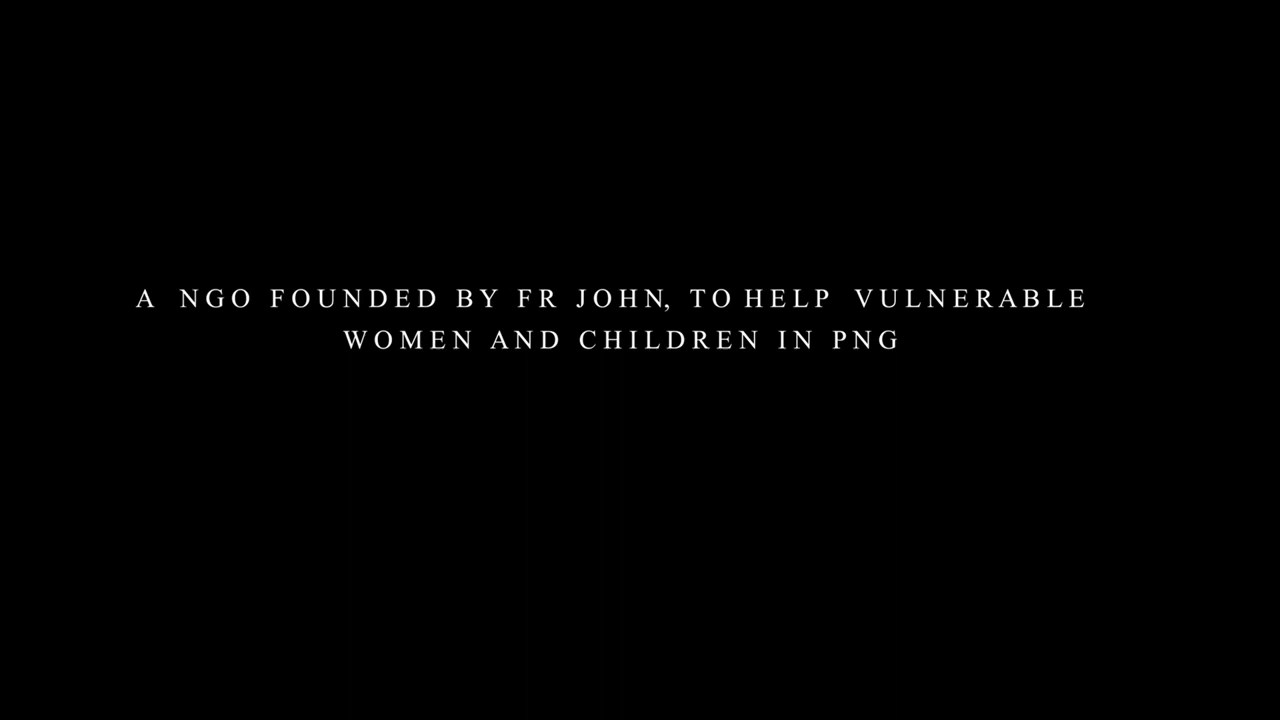 A NGO FOUNDED BY FR JOHN, TO HELP VULNERABLE
WOMEN AND CHILDREN IN PNG